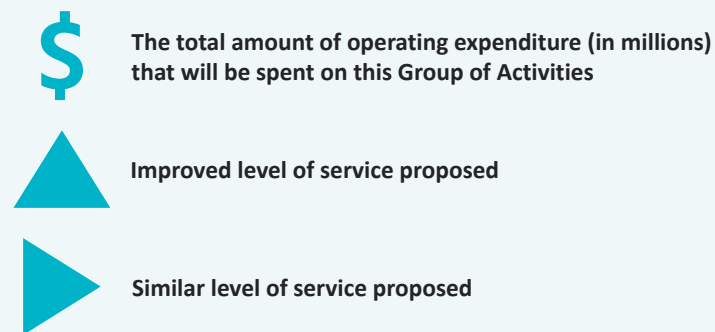 $
The total amount of operating expenditure (in millions)
that will be spent on this Group of Activities
Improved level of service proposed
Similar level of service proposed